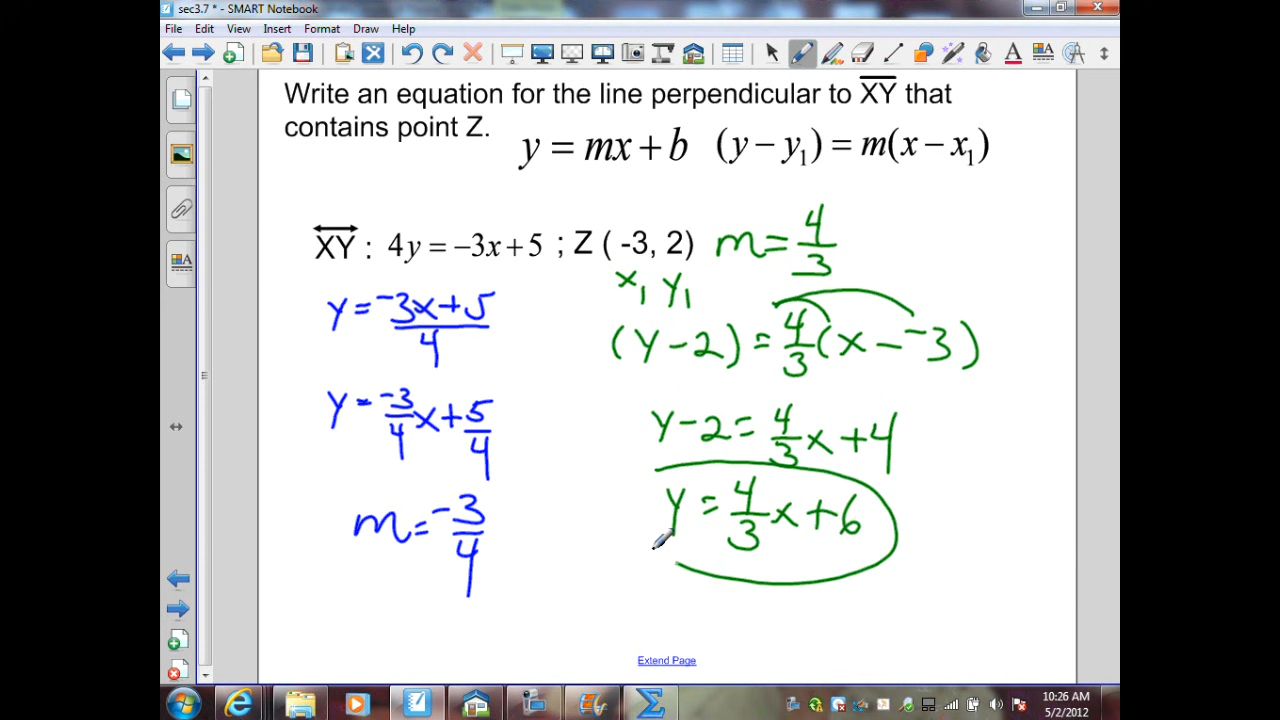 sec3.7 * - SMART Notebook
File Edit View Insert Format Draw Help
Write an equation for the line perpendicular to XY that
contains point Z.
y = mx + b (y − y₁) = m(x − x₁)
XY : 4y = −3x + 5 ; Z ( -3, 2) m = 4/3
x₁ y₁
y = -3x+5/4
(y-2) = 4/3(x - -3)
y = -3/4x + 5/4
y-2 = 4/3x + 4
y = 4/3x + 6
m = -3/4
Extend Page
10:26 AM
5/2/2012